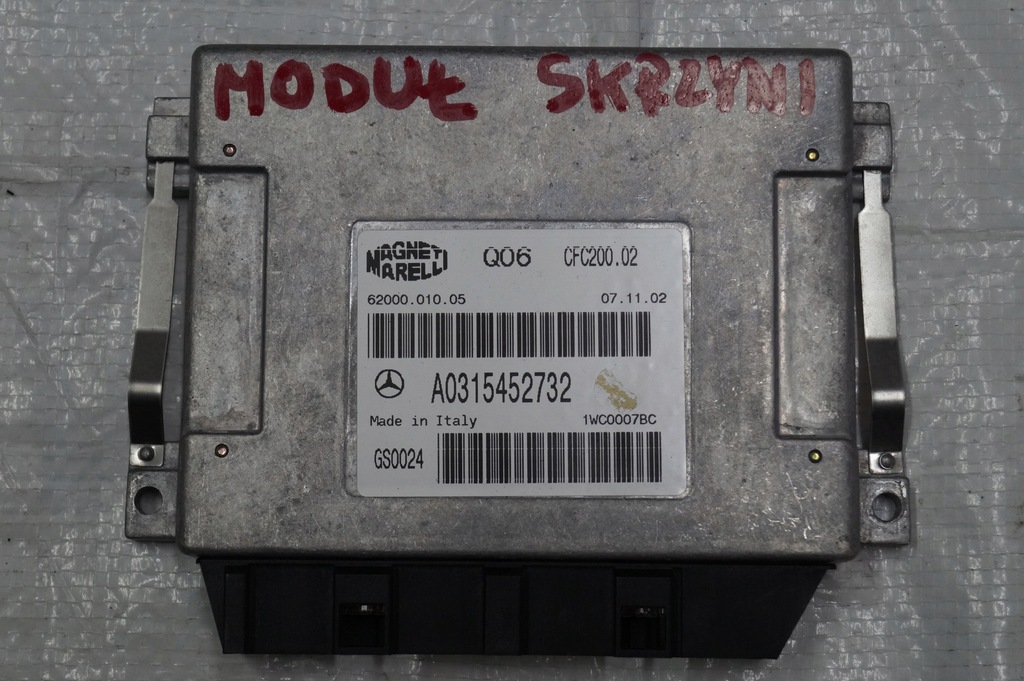 MODUŁ SKRZYNI
MAGNETI MARELLI Q06 CFC200.02
62000.010.05 07.11.02
A0315452732
Made in Italy 1WC0007BC
GS0024